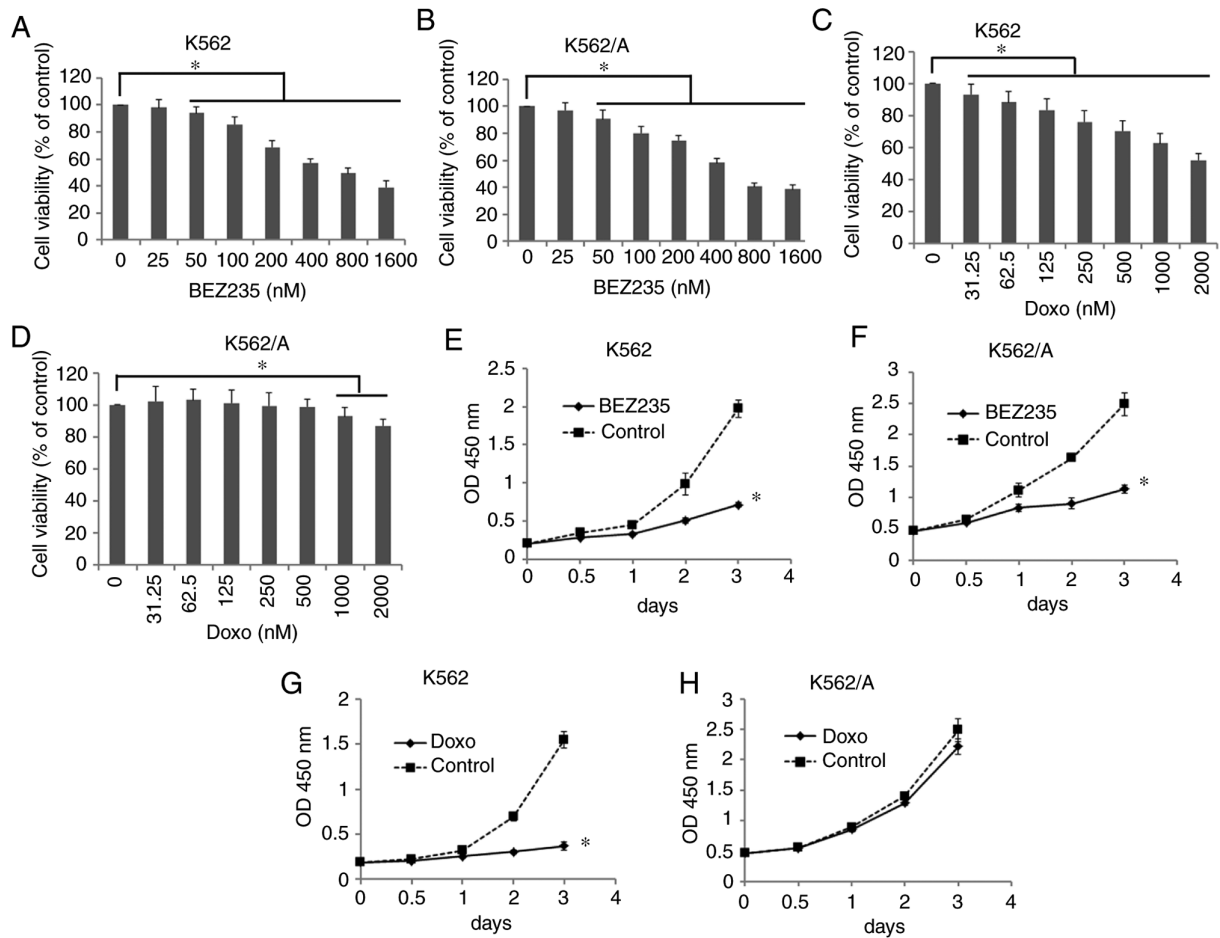 A
K562
*
Cell viability (% of control)
120
100
80
60
40
20
0
0 25 50 100 200 400 800 1600
BEZ235 (nM)
B
K562/A
*
Cell viability (% of control)
120
100
80
60
40
20
0
0 25 50 100 200 400 800 1600
BEZ235 (nM)
C
K562
*
Cell viability (% of control)
120
100
80
60
40
20
0
0 31.25 62.5 125 250 500 1000 2000
Doxo (nM)
D
K562/A
*
Cell viability (% of control)
120
100
80
60
40
20
0
0 31.25 62.5 125 250 500 1000 2000
Doxo (nM)
E
K562
OD 450 nm
2.5
2
1.5
1
0.5
0
BEZ235
Control
*
0 0.5 1 2 3 4
days
F
K562/A
OD 450 nm
3
2.5
2
1.5
1
0.5
0
BEZ235
Control
*
0 0.5 1 2 3 4
days
G
K562
OD 450 nm
2
1.5
1
0.5
0
Doxo
Control
*
0 0.5 1 2 3 4
days
H
K562/A
OD 450 nm
3
2.5
2
1
0.5
0
Doxo
Control
0 0.5 1 2 3 4
days